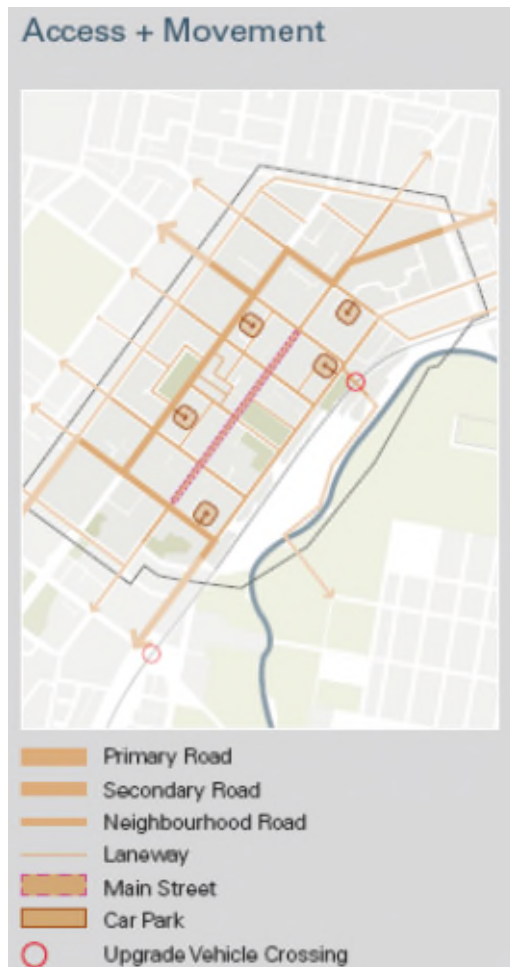 Access + Movement
Primary Road
Secondary Road
Neighbourhood Road
Laneway
Main Street
Car Park
Upgrade Vehicle Crossing